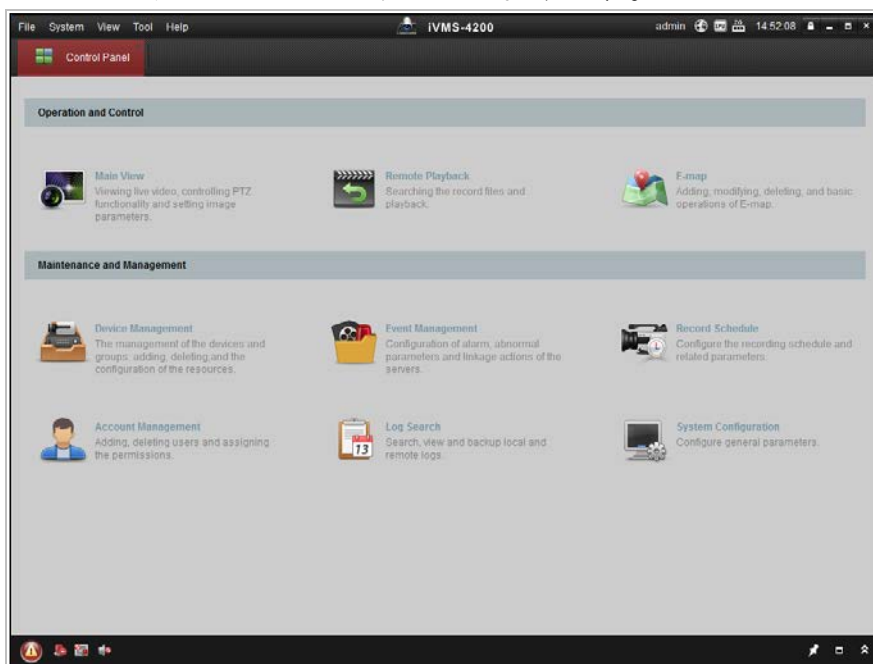 File System View Tool Help iVMS-4200 admin 14:52:08
Control Panel
Operation and Control
Main View
Viewing live video, controlling PTZ
functionality and setting image
parameters.
Remote Playback
Searching the record files and
playback.
E-map
Adding, modifying, deleting, and basic
operations of E-map.
Maintenance and Management
Device Management
The management of the devices and
groups: adding, deleting,and the
configuration of the resources.
Event Management
Configuration of alarm, abnormal
parameters and linkage actions of the
servers.
Record Schedule
Configure the recording schedule and
related parameters.
Account Management
Adding, deleting users and assigning
the permissions.
Log Search
Search, view and backup local and
remote logs.
13
System Configuration
Configure general parameters.